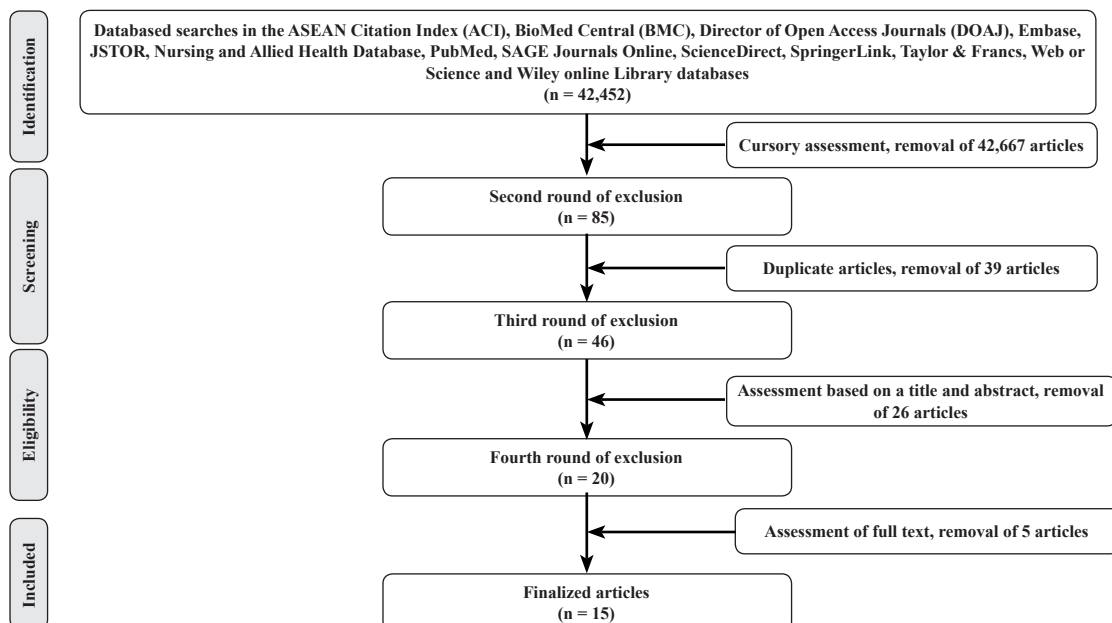 Identification
Databased searches in the ASEAN Citation Index (ACI), BioMed Central (BMC), Director of Open Access Journals (DOAJ), Embase,
JSTOR, Nursing and Allied Health Database, PubMed, SAGE Journals Online, ScienceDirect, SpringerLink, Taylor & Francs, Web or
Science and Wiley online Library databases
(n = 42,452)
Cursory assessment, removal of 42,667 articles
Screening
Second round of exclusion
(n = 85)
Duplicate articles, removal of 39 articles
Third round of exclusion
(n = 46)
Eligibility
Assessment based on a title and abstract, removal
of 26 articles
Fourth round of exclusion
(n = 20)
Included
Assessment of full text, removal of 5 articles
Finalized articles
(n = 15)